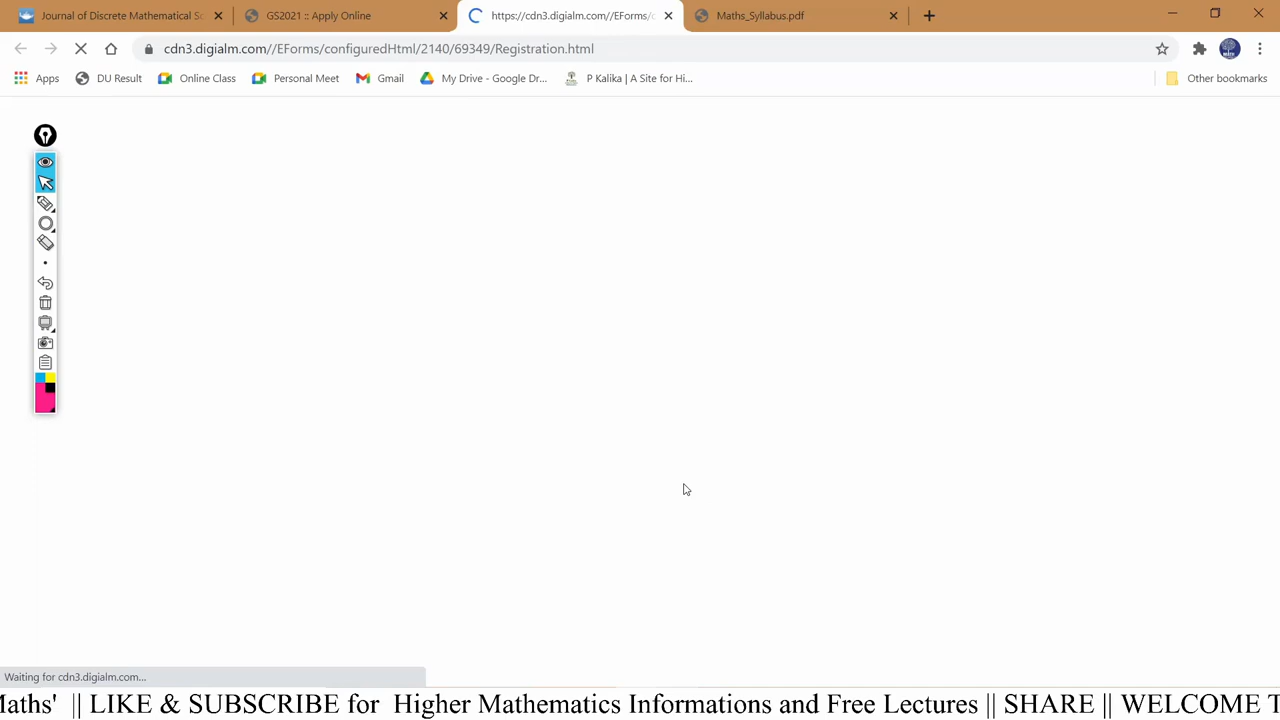 Journal of Discrete Mathematical Sc
GS2021 :: Apply Online
https://cdn3.digialm.com//EForms/c
Maths_Syllabus.pdf
cdn3.digialm.com//EForms/configuredHtml/2140/69349/Registration.html
Apps
DU Result
Online Class
Personal Meet
Gmail
My Drive - Google Dr...
P Kalika | A Site for Hi...
Other bookmarks
Waiting for cdn3.digialm.com...
Maths' || LIKE & SUBSCRIBE for Higher Mathematics Informations and Free Lectures || SHARE || WELCOME T